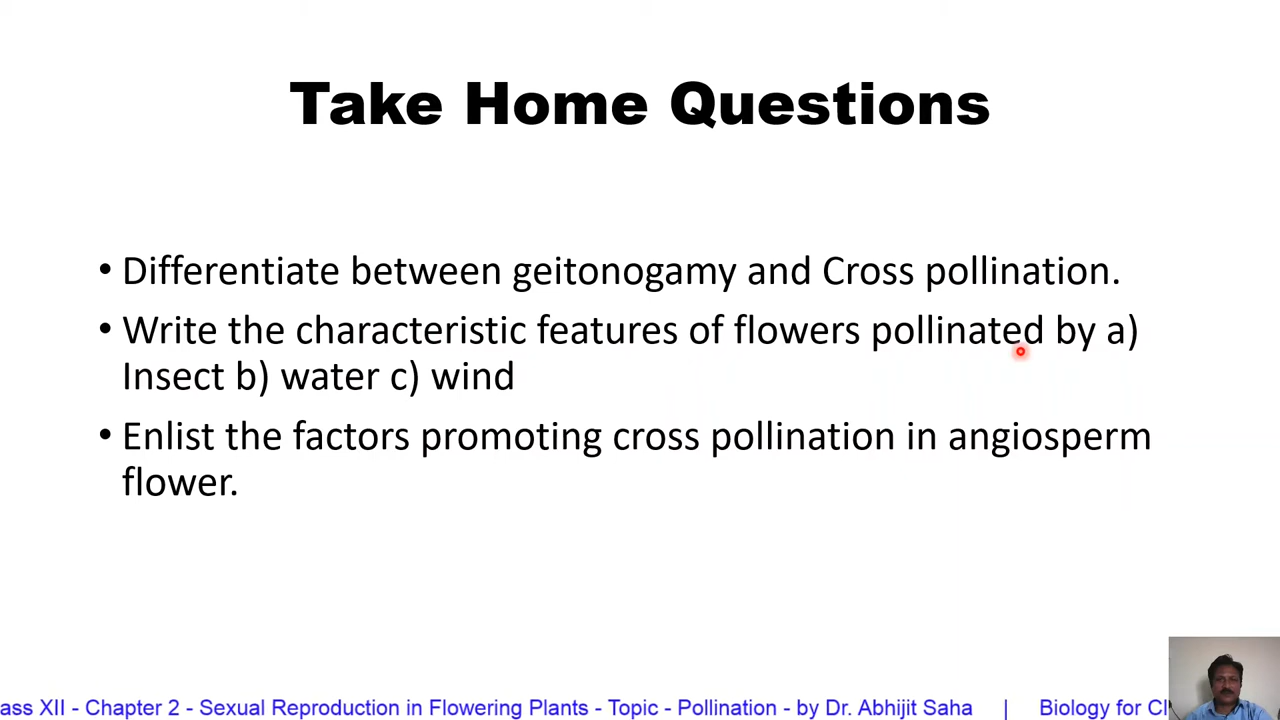 Take Home Questions
• Differentiate between geitonogamy and Cross pollination.
• Write the characteristic features of flowers pollinated by a)
Insect b) water c) wind
• Enlist the factors promoting cross pollination in angiosperm
flower.
ass XII - Chapter 2 - Sexual Reproduction in Flowering Plants - Topic - Pollination - by Dr. Abhijit Saha | Biology for Cl